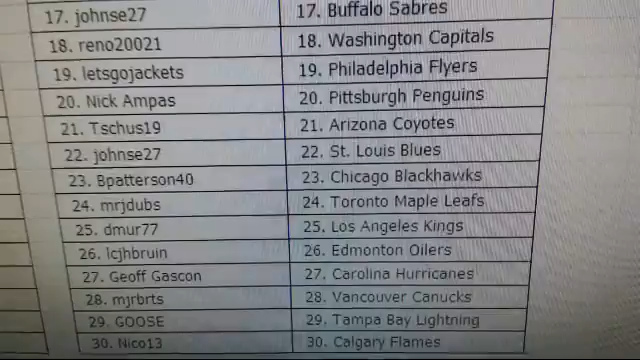 17. johnse27 17. Buffalo Sabres
18. reno20021 18. Washington Capitals
19. letsgojackets 19. Philadelphia Flyers
20. Nick Ampas 20. Pittsburgh Penguins
21. Tschus19 21. Arizona Coyotes
22. johnse27 22. St. Louis Blues
23. Bpatterson40 23. Chicago Blackhawks
24. mrjdubs 24. Toronto Maple Leafs
25. dmur77 25. Los Angeles Kings
26. lcjhbruin 26. Edmonton Oilers
27. Geoff Gascon 27. Carolina Hurricanes
28. mjrbrts 28. Vancouver Canucks
29. GOOSE 29. Tampa Bay Lightning
30. Nico13 30. Calgary Flames